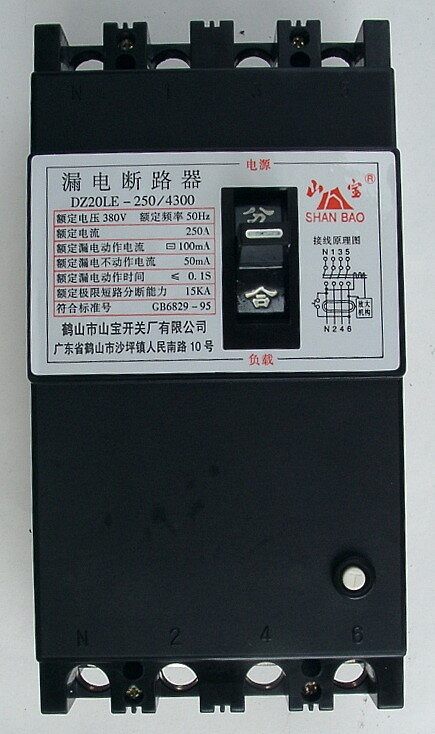 N 1 3 5
电源
漏电断路器
DZ20LE-250/4300
额定电压 380V 额定频率 50Hz
额定电流 250A
额定漏电动作电流 ⊟100mA
额定漏电不动作电流 50mA
额定漏电动作时间 ≤ 0.1S
额定极限短路分断能力 15KA
符合标准号 GB6829-95
鹤山市山宝开关厂有限公司
广东省鹤山市沙坪镇人民南路10号
分
合
负载
山宝®
SHAN BAO
接线原理图
N135
放大
机构
N246
T
N 2 4 6